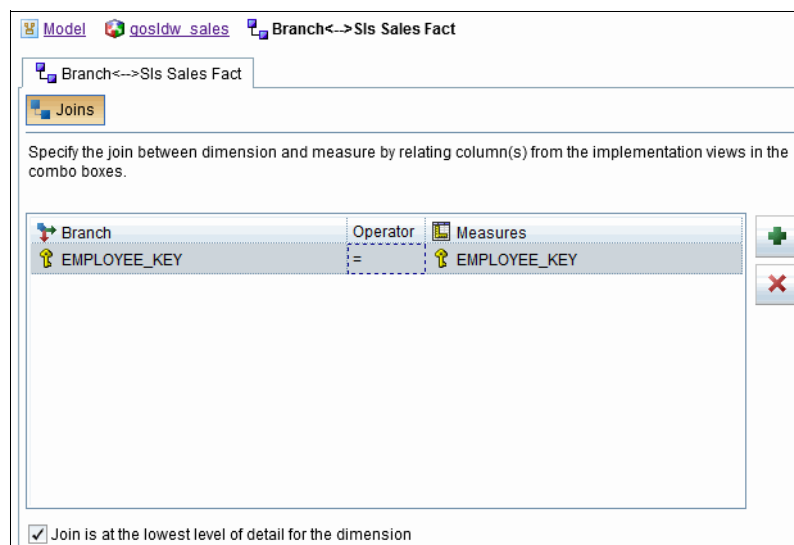 Model gosldw_sales Branch<-->Sls Sales Fact
Branch<-->Sls Sales Fact
Joins
Specify the join between dimension and measure by relating column(s) from the implementation views in the
combo boxes.
Branch Operator Measures
EMPLOYEE_KEY = EMPLOYEE_KEY
Join is at the lowest level of detail for the dimension